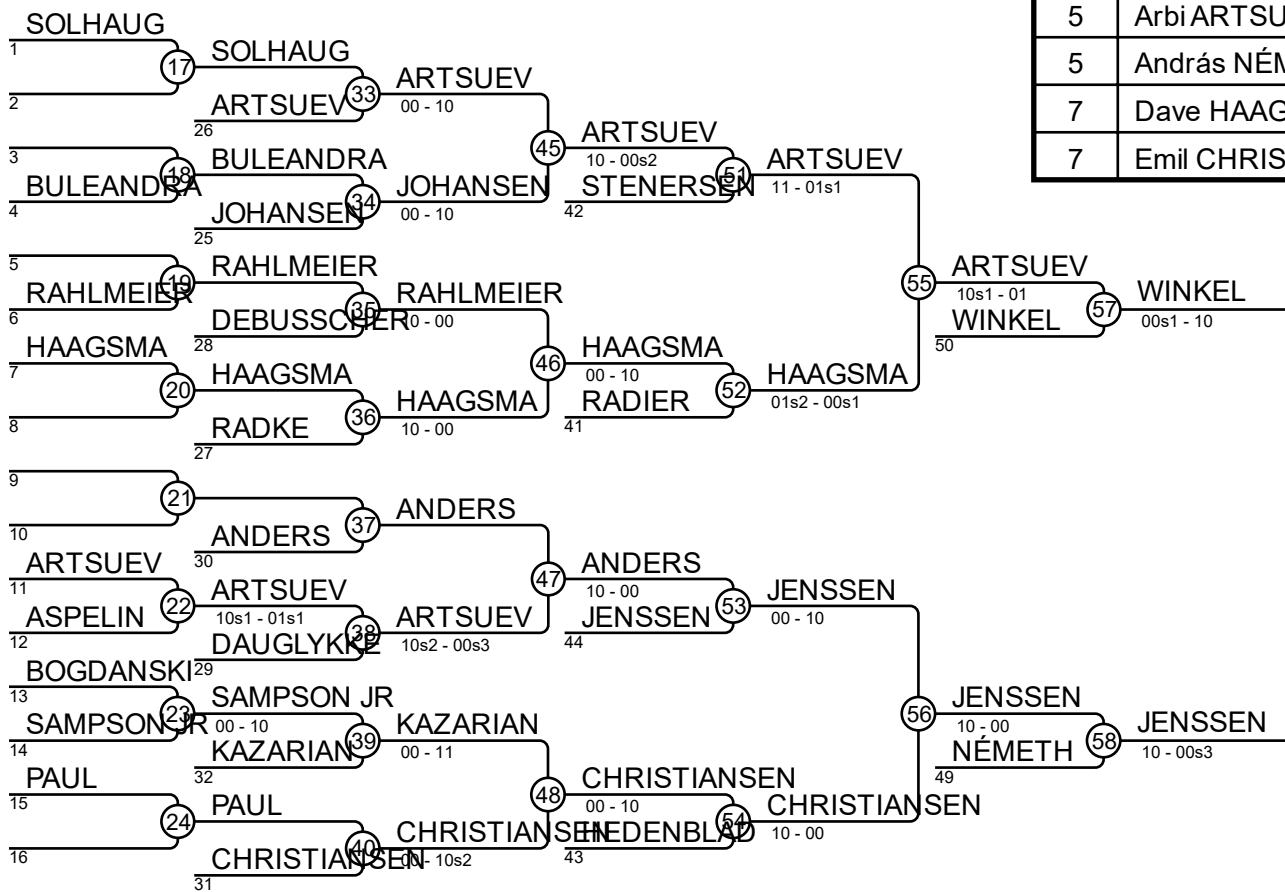 SOLHAUG
1
17
SOLHAUG
2
33
ARTSUEV
00 - 10
ARTSUEV
26
3
18
BULEANDRA
BULEANDRA
4
34
JOHANSEN
00 - 10
JOHANSEN
25
45
ARTSUEV
10 - 00s2
STENERSEN
42
51
ARTSUEV
11 - 01s1
5
19
RAHLMEIER
RAHLMEIER
6
35
RAHLMEIER
10 - 00
DEBUSSCHER
28
HAAGSMA
7
20
HAAGSMA
8
36
HAAGSMA
10 - 00
RADKE
27
46
HAAGSMA
00 - 10
RADIER
41
52
HAAGSMA
01s2 - 00s1
55
ARTSUEV
10s1 - 01
WINKEL
50
57
WINKEL
00s1 - 10
9
21
10
37
ANDERS
ANDERS
30
ARTSUEV
11
22
ARTSUEV
10s1 - 01s1
ASPELIN
12
38
ARTSUEV
10s2 - 00s3
DAUGLYKKE
29
47
ANDERS
10 - 00
JENSSEN
44
53
JENSSEN
00 - 10
BOGDANSKI
13
23
SAMPSON JR
00 - 10
SAMPSON JR
14
39
KAZARIAN
00 - 11
KAZARIAN
32
PAUL
15
24
PAUL
16
40
CHRISTIANSEN
00 - 10s2
CHRISTIANSEN
31
48
CHRISTIANSEN
00 - 10
HEDENBLAD
43
54
CHRISTIANSEN
10 - 00
56
JENSSEN
10 - 00
NÉMETH
49
58
JENSSEN
10 - 00s3
5 Arbi ARTSU
5 András NÉM
7 Dave HAAG
7 Emil CHRIS